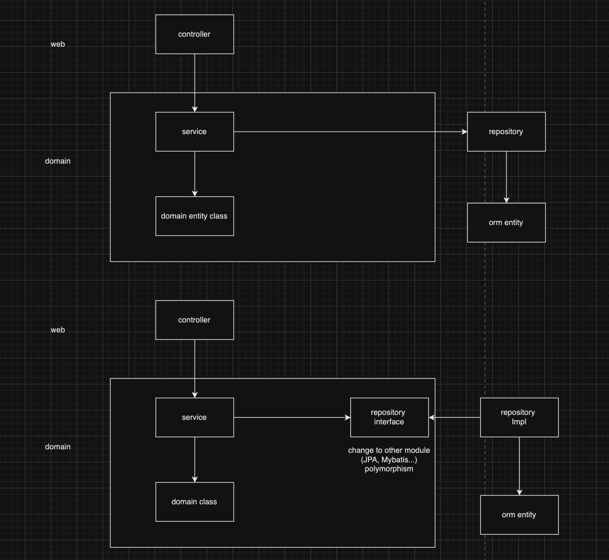 controller
web
service
repository
domain
domain entity class
orm entity
controller
web
service
repository
interface
repository
Impl
domain
change to other module
(JPA, Mybatis...)
polymorphism
domain class
orm entity